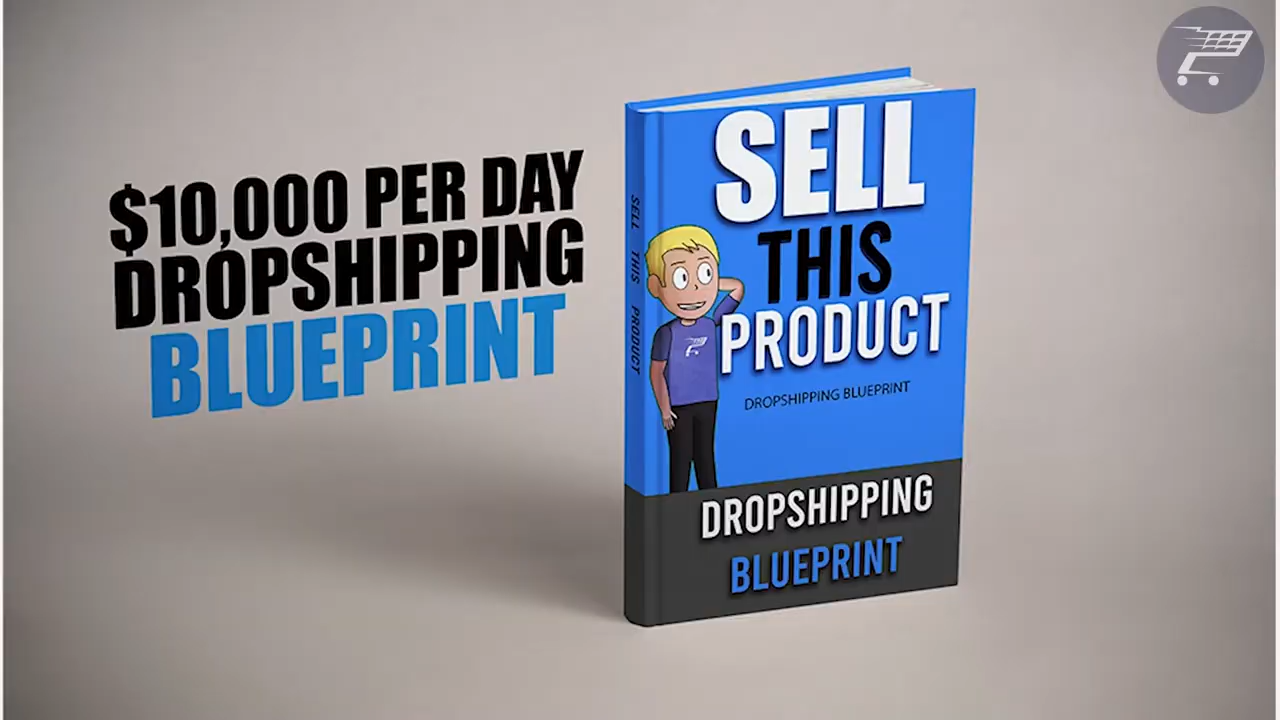 $10,000 PER DAY
DROPSHIPPING
BLUEPRINT
SELL THIS PRODUCT
SELL
THIS
PRODUCT
DROPSHIPPING BLUEPRINT
DROPSHIPPING
BLUEPRINT